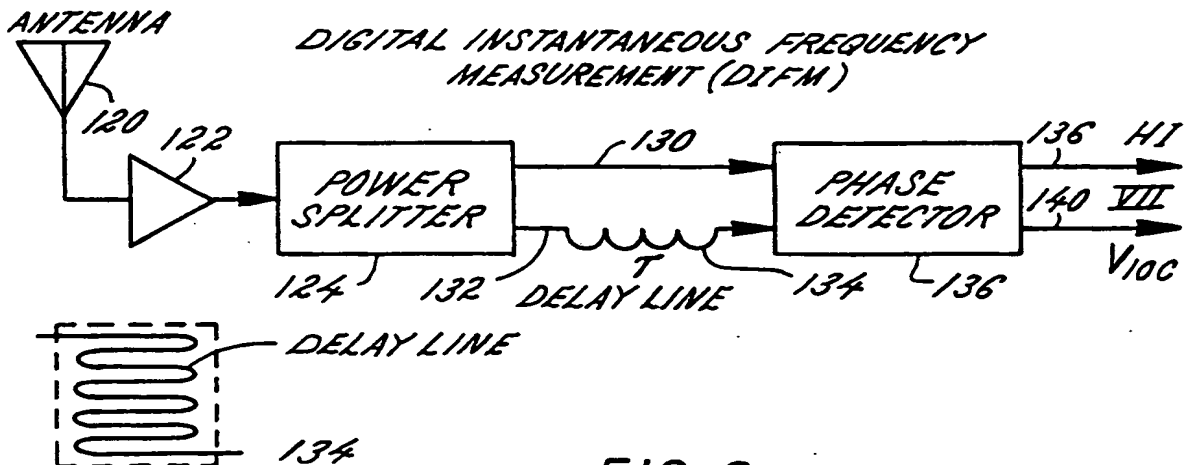 ANTENNA
DIGITAL INSTANTANEOUS FREQUENCY
MEASUREMENT (DIFM)
120
122
130
136 HI
POWER
SPLITTER
PHASE
DETECTOR
140 VII
V10C
124
132
T
134
136
DELAY LINE
DELAY LINE
134